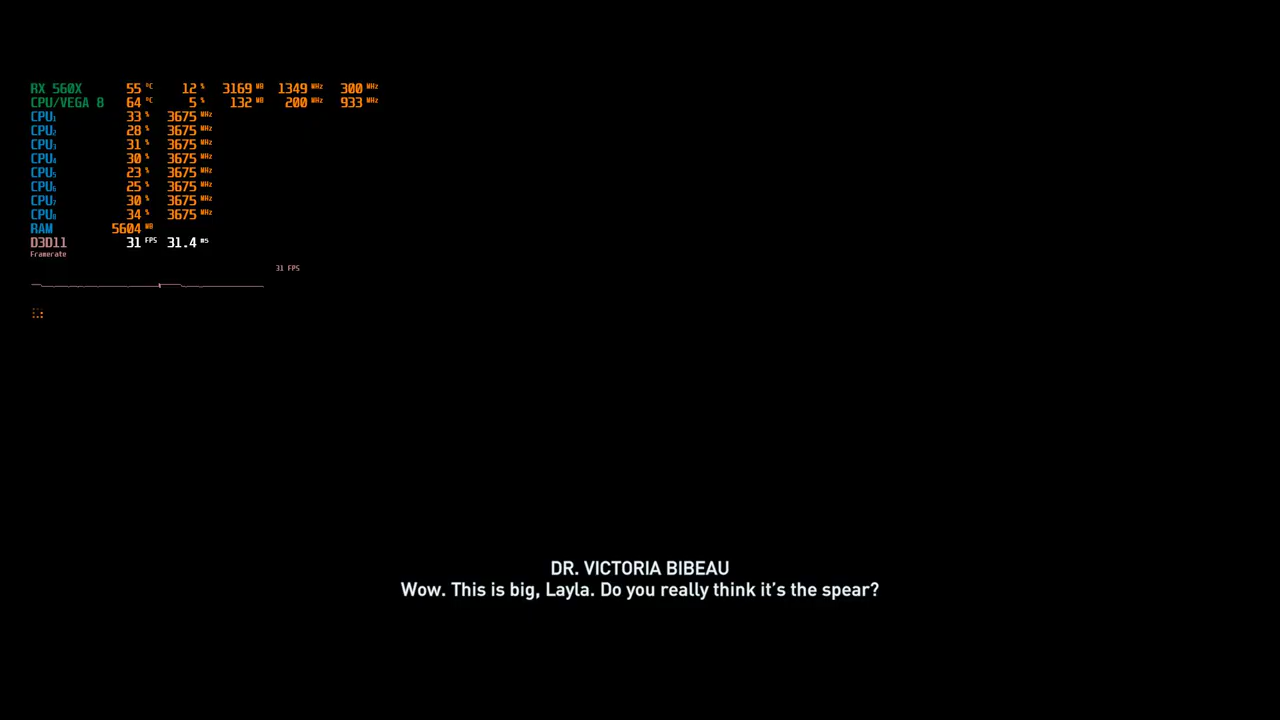 RX 560X 55 °C 12 % 3169 MB 1349 MHz 300 MHz
CPU/VEGA 8 64 °C 5 % 132 MB 200 MHz 933 MHz
CPU1 33 % 3675 MHz
CPU2 28 % 3675 MHz
CPU3 31 % 3675 MHz
CPU4 30 % 3675 MHz
CPU5 23 % 3675 MHz
CPU6 25 % 3675 MHz
CPU7 30 % 3675 MHz
CPU8 34 % 3675 MHz
RAM 5604 MB
D3D11 31 FPS 31.4 ms
Framerate
31 FPS
DR. VICTORIA BIBEAU
Wow. This is big, Layla. Do you really think it's the spear?